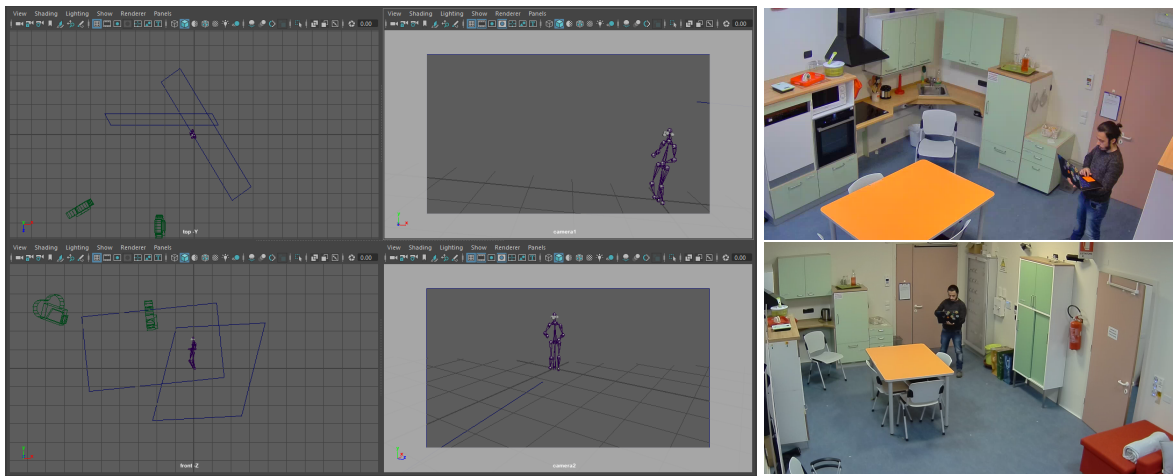 View Shading Lighting Show Renderer Panels
0.00
top -Y
View Shading Lighting Show Renderer Panels
0.00
camera1
View Shading Lighting Show Renderer Panels
0.00
front -Z
View Shading Lighting Show Renderer Panels
0.00
camera2